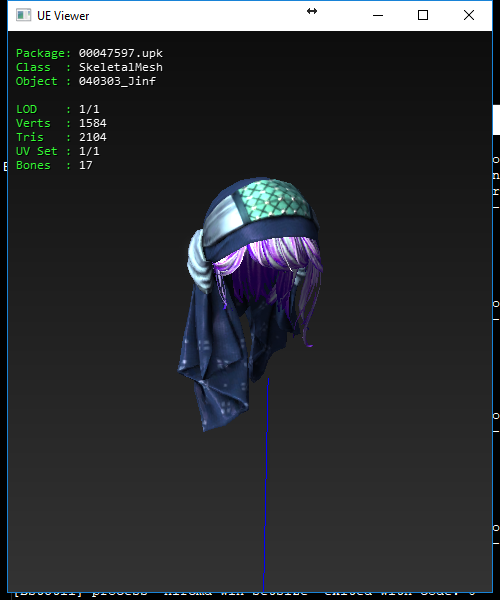 UE Viewer
Package: 00047597.upk
Class : SkeletalMesh
Object : 040303_Jinf
LOD : 1/1
Verts : 1584
Tris : 2104
UV Set : 1/1
Bones : 17